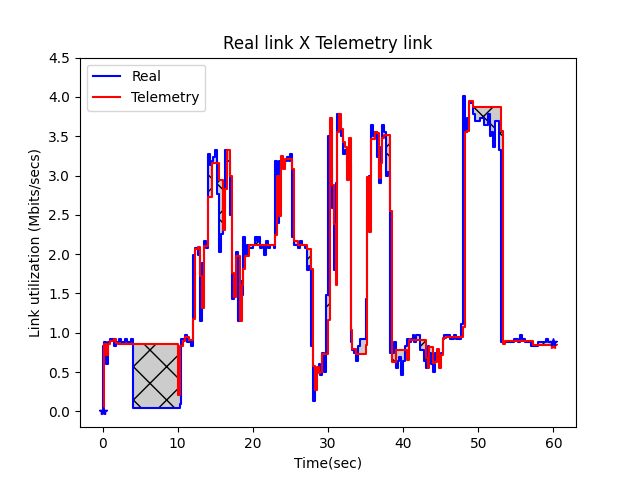 Real link X Telemetry link
Real
Telemetry
Link utilization (Mbits/secs)
4.5
4.0
3.5
3.0
2.5
2.0
1.5
1.0
0.5
0.0
0 10 20 30 40 50 60
Time(sec)